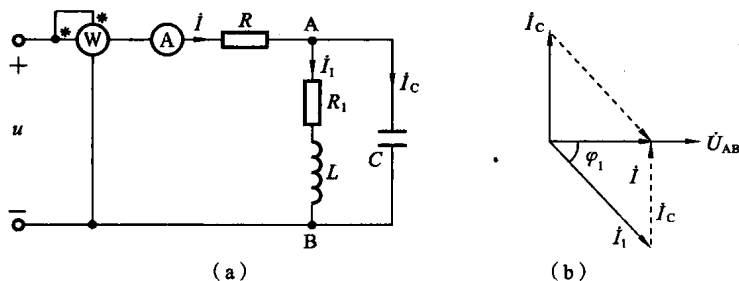 * * W A İ R A İ_C
+ İ₁ R₁
u C
L
− B
(a)
İ_C
φ₁ U̇_AB
İ
İ₁ İ_C
(b)